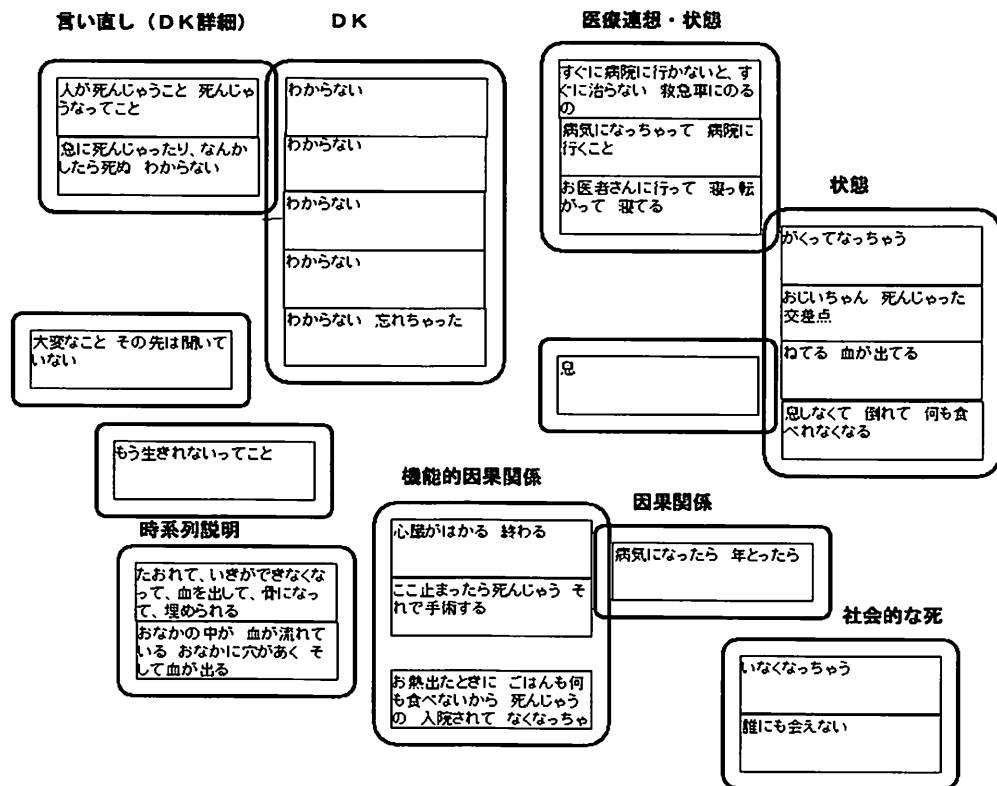 言い直し（ＤＫ詳細）
ＤＫ
医療連想・状態
人が死んじゃうこと 死んじゃ
うなってこと
急に死んじゃったり、なんか
したら死ぬ わからない
わからない
わからない
わからない
わからない
わからない 忘れちゃった
すぐに病院に行かないと、す
ぐに治らない 救急車にのる
の
病気になっちゃって 病院に
行くこと
お医者さんに行って 寝っ転
がって 寝てる
状態
がくってなっちゃう
おじいちゃん 死んじゃった
交差点
ねてる 血が出てる
息しなくて 倒れて 何も食
べれなくなる
大変なこと その先は聞いて
いない
息
もう生きれないってこと
時系列説明
たおれて、いきができなくな
って、血を出して、骨になっ
て、埋められる
おなかの中が 血が流れて
いる おなかに穴があく そ
して血が出る
機能的因果関係
心臓がはかる 終わる
ここ止まったら死んじゃう そ
れで手術する
お熱出たときに ごはんも何
も食べないから 死んじゃう
の 入院されて なくなっちゃ
因果関係
病気になったら 年とったら
社会的な死
いなくなっちゃう
誰にも会えない